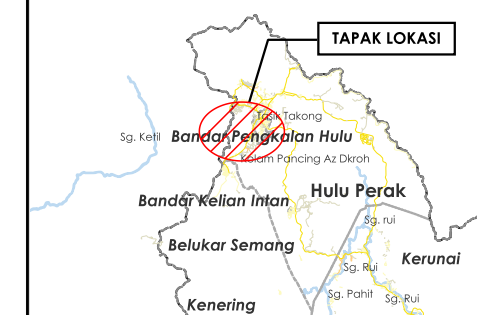 TAPAK LOKASI
Tasik Takong
Sg. Ketil
Bandar Pengkalan Hulu
Kolam Pancing Az Dkroh
Hulu Perak
Bandar Kelian Intan
Sg. rui
Belukar Semang
Kerunai
Sg. Rui
Sg. Pahit
Sg. Rui
Kenering